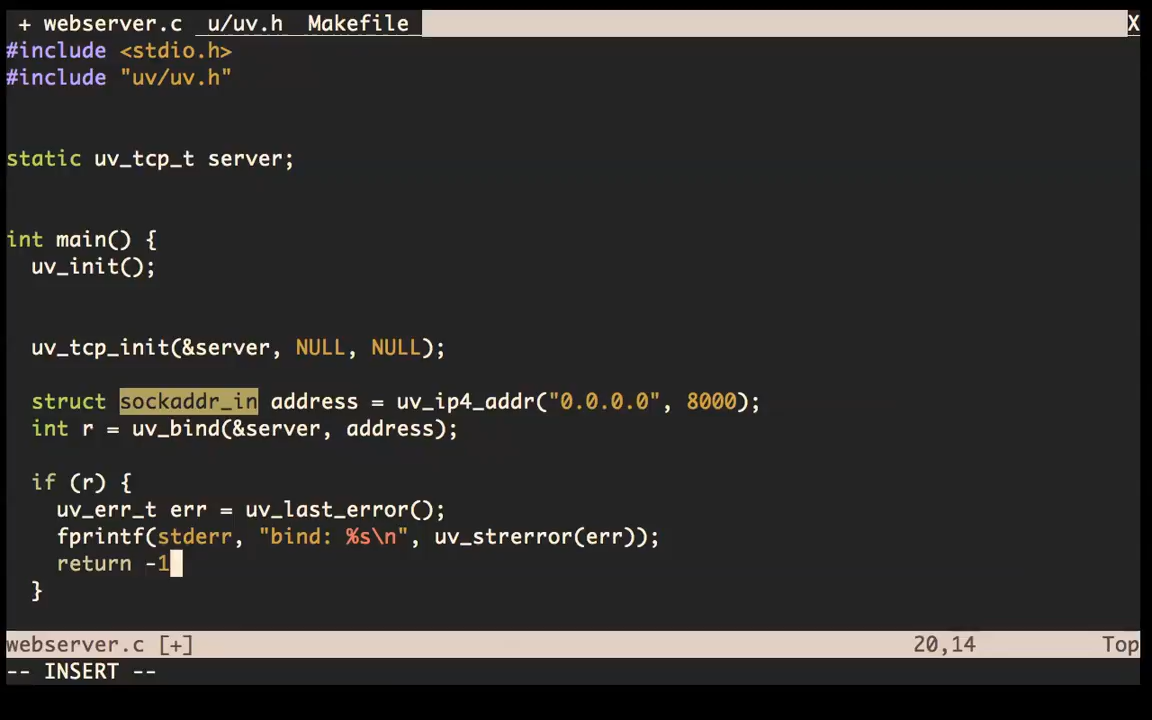 + webserver.c  u/uv.h  Makefile X
#include <stdio.h>
#include "uv/uv.h"
static uv_tcp_t server;
int main() {
  uv_init();
  uv_tcp_init(&server, NULL, NULL);
  struct sockaddr_in address = uv_ip4_addr("0.0.0.0", 8000);
  int r = uv_bind(&server, address);
  if (r) {
    uv_err_t err = uv_last_error();
    fprintf(stderr, "bind: %s\n", uv_strerror(err));
    return -1
  }
webserver.c [+] 20,14 Top
-- INSERT --